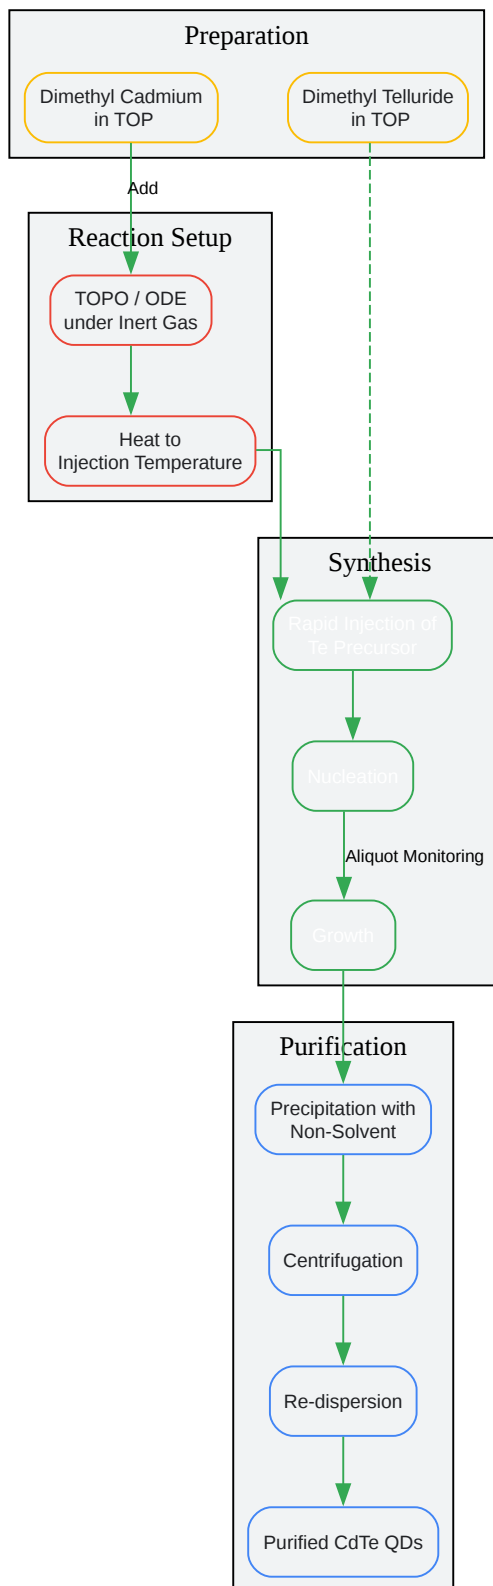 Preparation
Dimethyl Cadmium
in TOP
Dimethyl Telluride
in TOP
Add
Reaction Setup
TOPO / ODE
under Inert Gas
Heat to
Injection Temperature
Synthesis
Rapid Injection of
Te Precursor
Nucleation
Aliquot Monitoring
Growth
Purification
Precipitation with
Non-Solvent
Centrifugation
Re-dispersion
Purified CdTe QDs